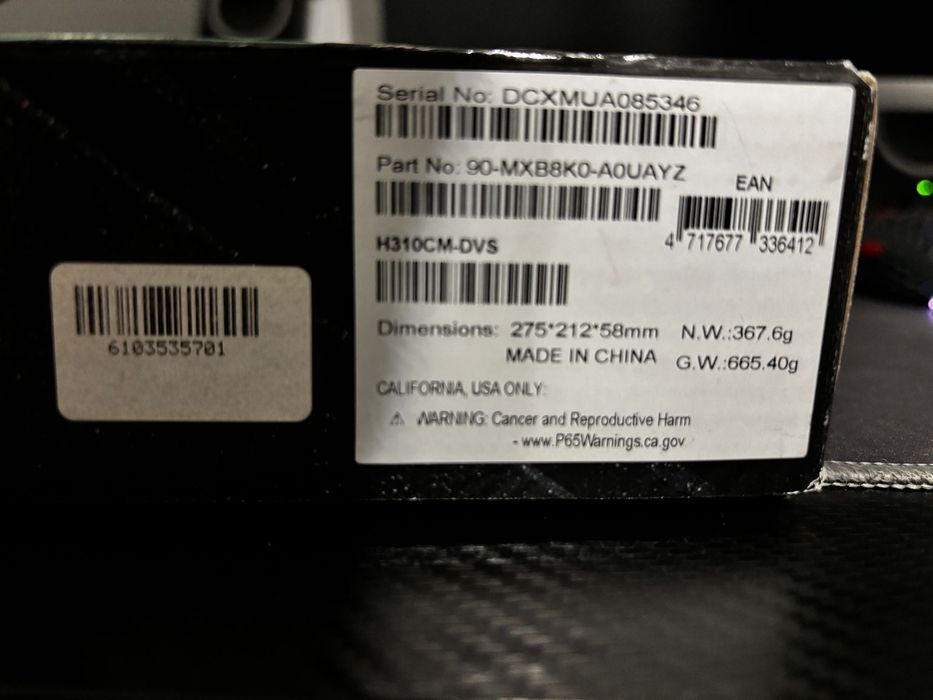 Serial No: DCXMUA085346
Part No: 90-MXB8K0-A0UAYZ
EAN
4 717677 336412
H310CM-DVS
6103535701
Dimensions: 275*212*58mm N.W.:367.6g
MADE IN CHINA G.W.:665.40g
CALIFORNIA, USA ONLY:
⚠ WARNING: Cancer and Reproductive Harm
- www.P65Warnings.ca.gov